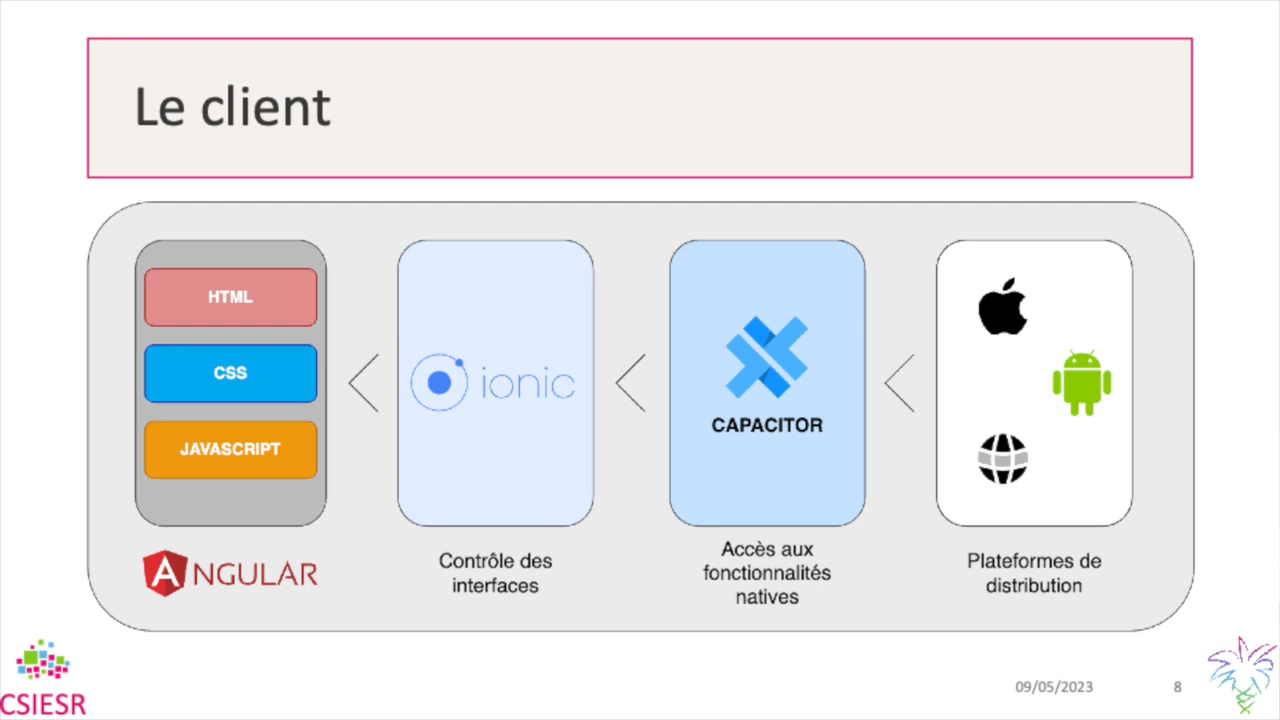 Le client
HTML
CSS
JAVASCRIPT
ANGULAR
ionic
Contrôle des
interfaces
CAPACITOR
Accès aux
fonctionnalités
natives
Plateformes de
distribution
CSIESR
09/05/2023
8